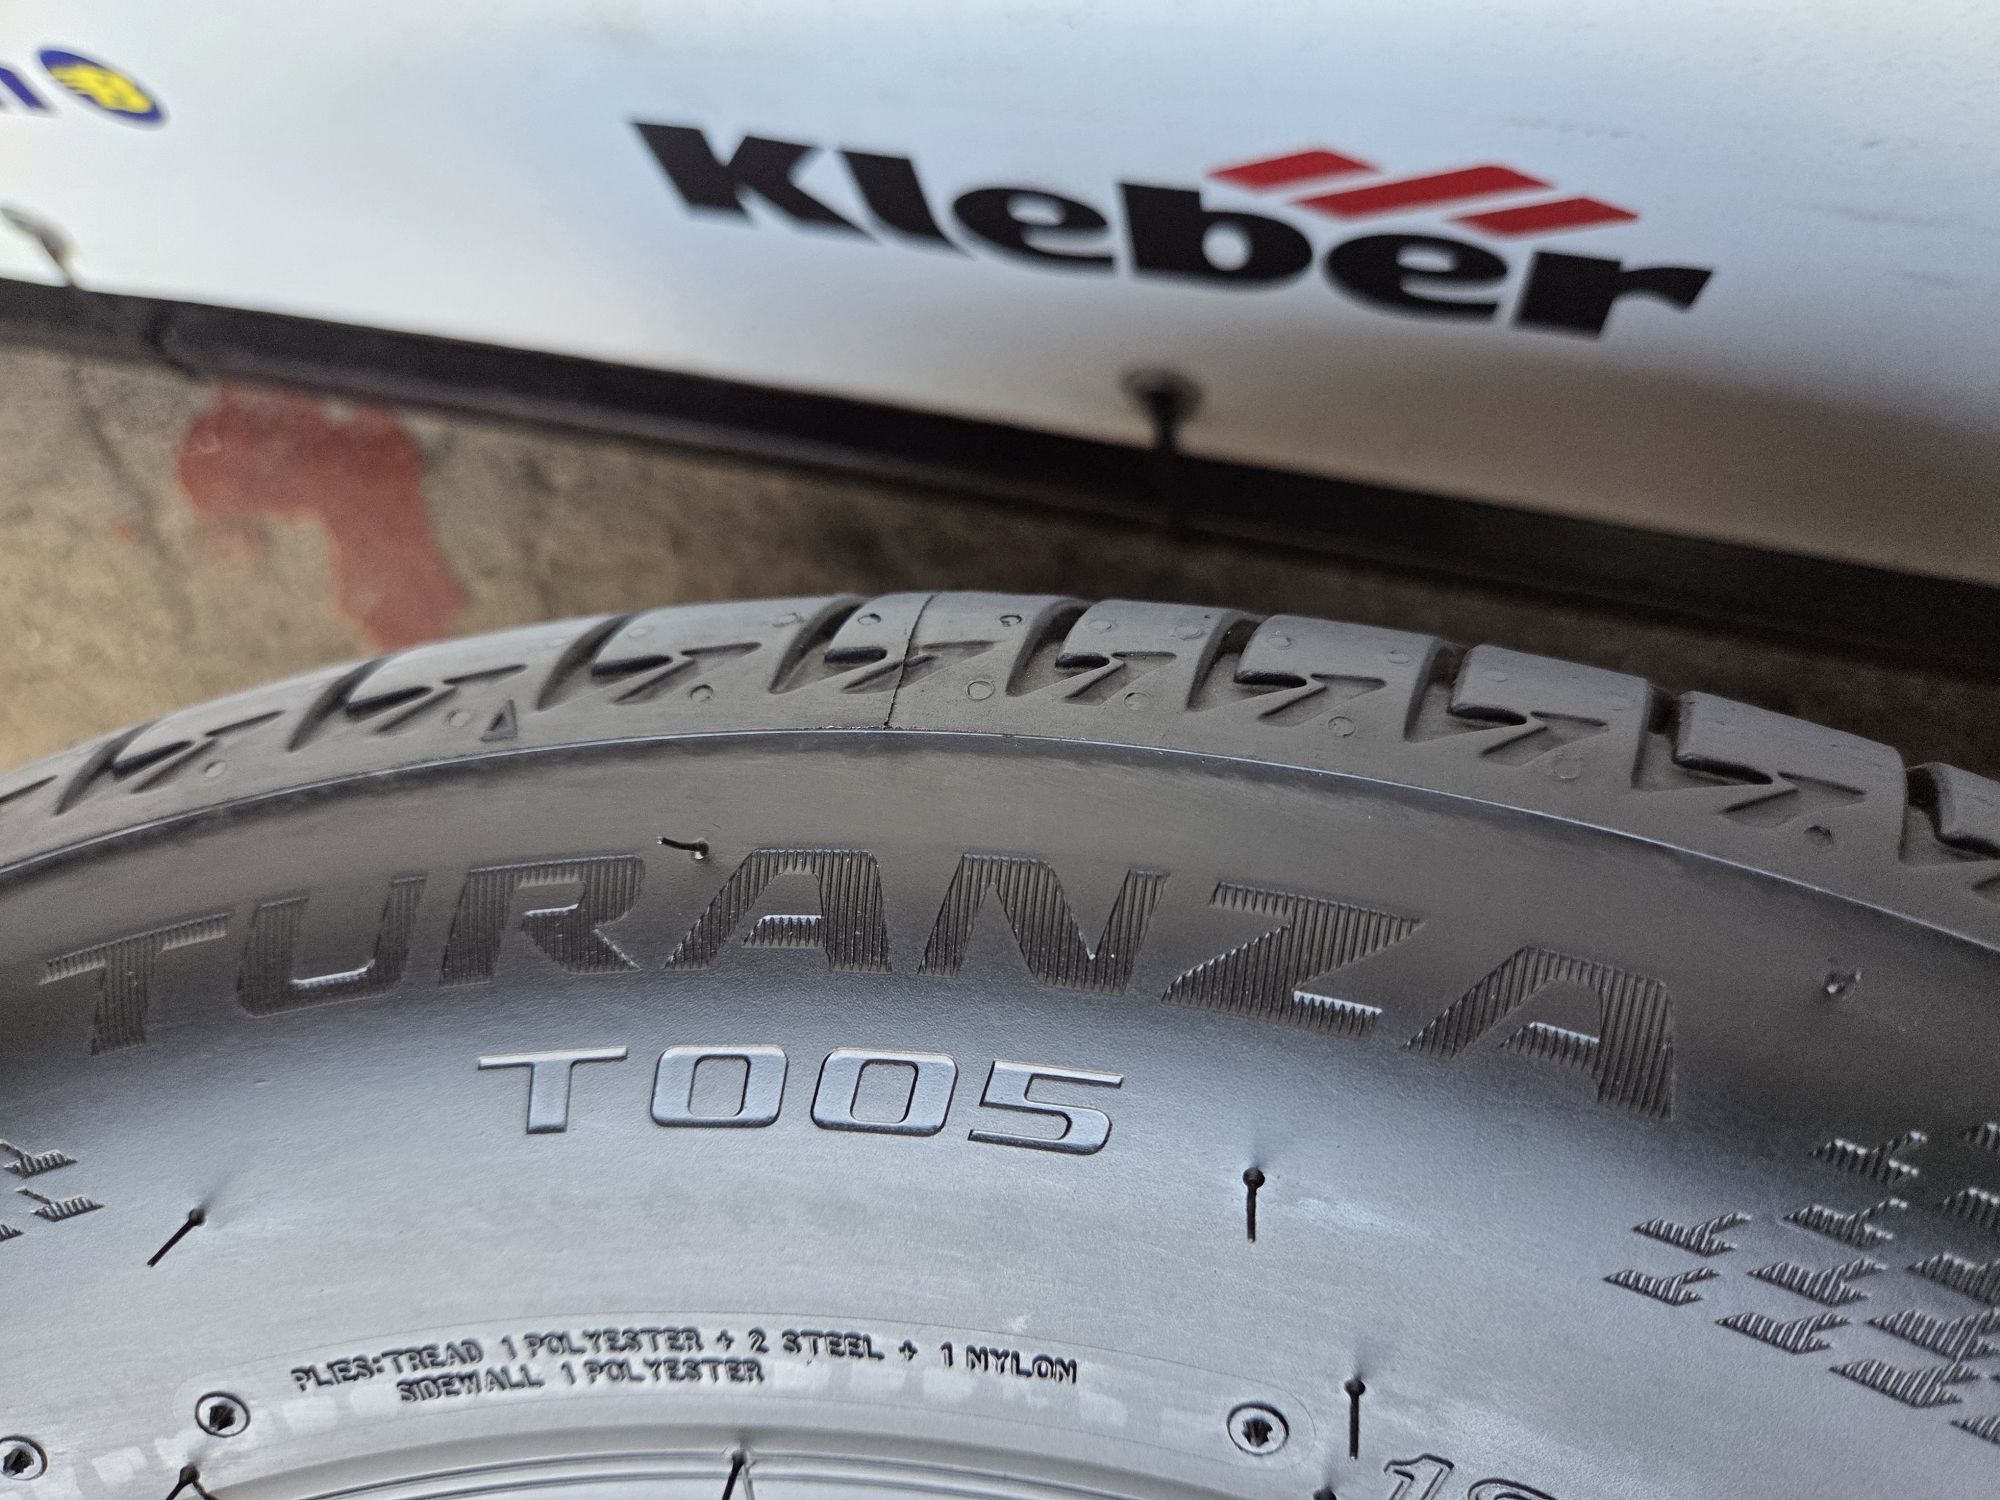 Kleber
TURANZA
T005
PLIES:TREAD 1 POLYESTER + 2 STEEL + 1 NYLON
SIDEWALL 1 POLYESTER